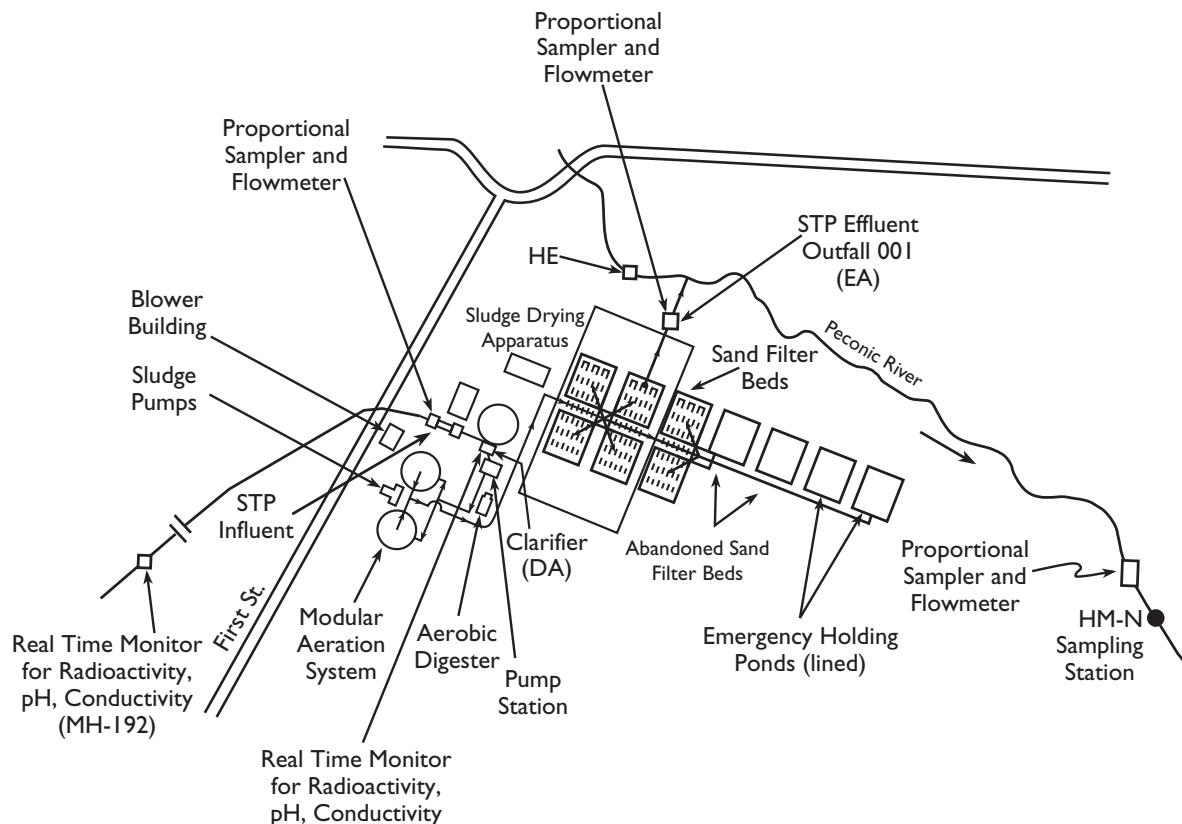 Proportional
Sampler and
Flowmeter
Proportional
Sampler and
Flowmeter
STP Effluent
Outfall 001
(EA)
HE
Blower
Building
Sludge Drying
Apparatus
Peconic River
Sand Filter
Beds
Sludge
Pumps
STP
Influent
Clarifier
(DA)
Abandoned Sand
Filter Beds
Proportional
Sampler and
Flowmeter
First St.
Modular
Aeration
System
Aerobic
Digester
Pump
Station
Emergency Holding
Ponds (lined)
HM-N
Sampling
Station
Real Time Monitor
for Radioactivity,
pH, Conductivity
(MH-192)
Real Time Monitor
for Radioactivity,
pH, Conductivity